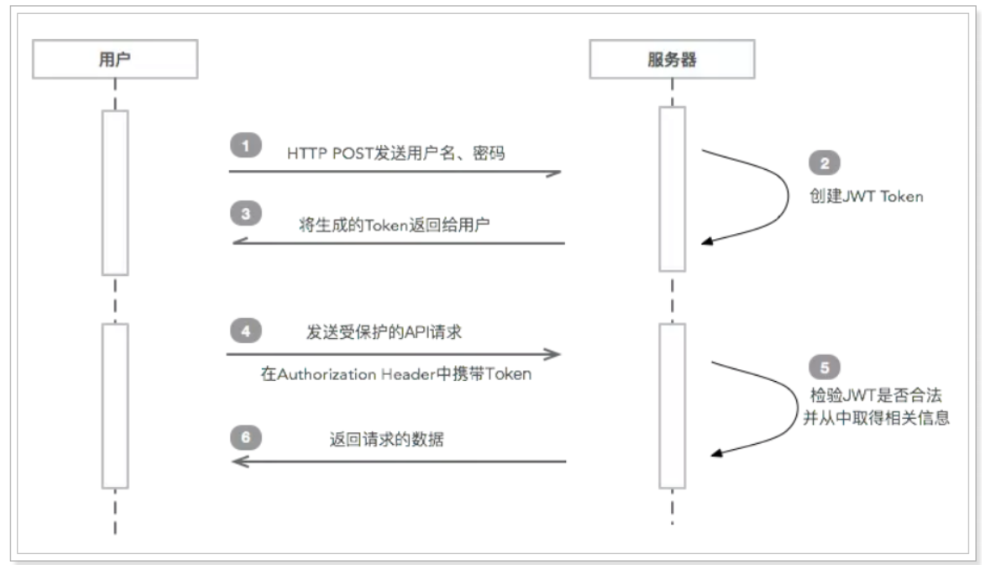 用户
服务器
1
HTTP POST发送用户名、密码
2
创建JWT Token
3
将生成的Token返回给用户
4
发送受保护的API请求
在Authorization Header中携带Token
5
检验JWT是否合法
并从中取得相关信息
6
返回请求的数据